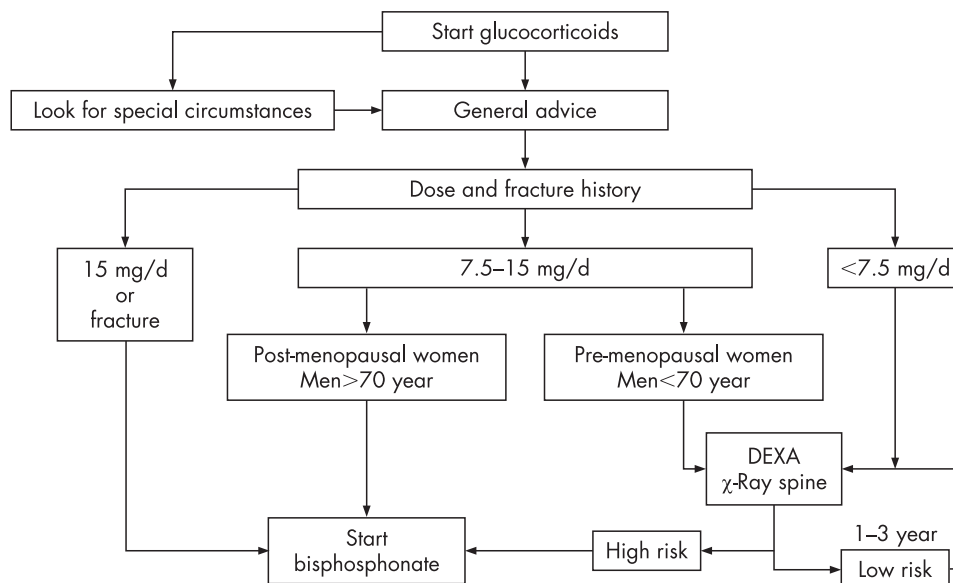 Start glucocorticoids
Look for special circumstances
General advice
Dose and fracture history
15 mg/d
or
fracture
7.5–15 mg/d
<7.5 mg/d
Post-menopausal women
Men>70 year
Pre-menopausal women
Men<70 year
DEXA
χ-Ray spine
Start
bisphosphonate
High risk
1–3 year
Low risk